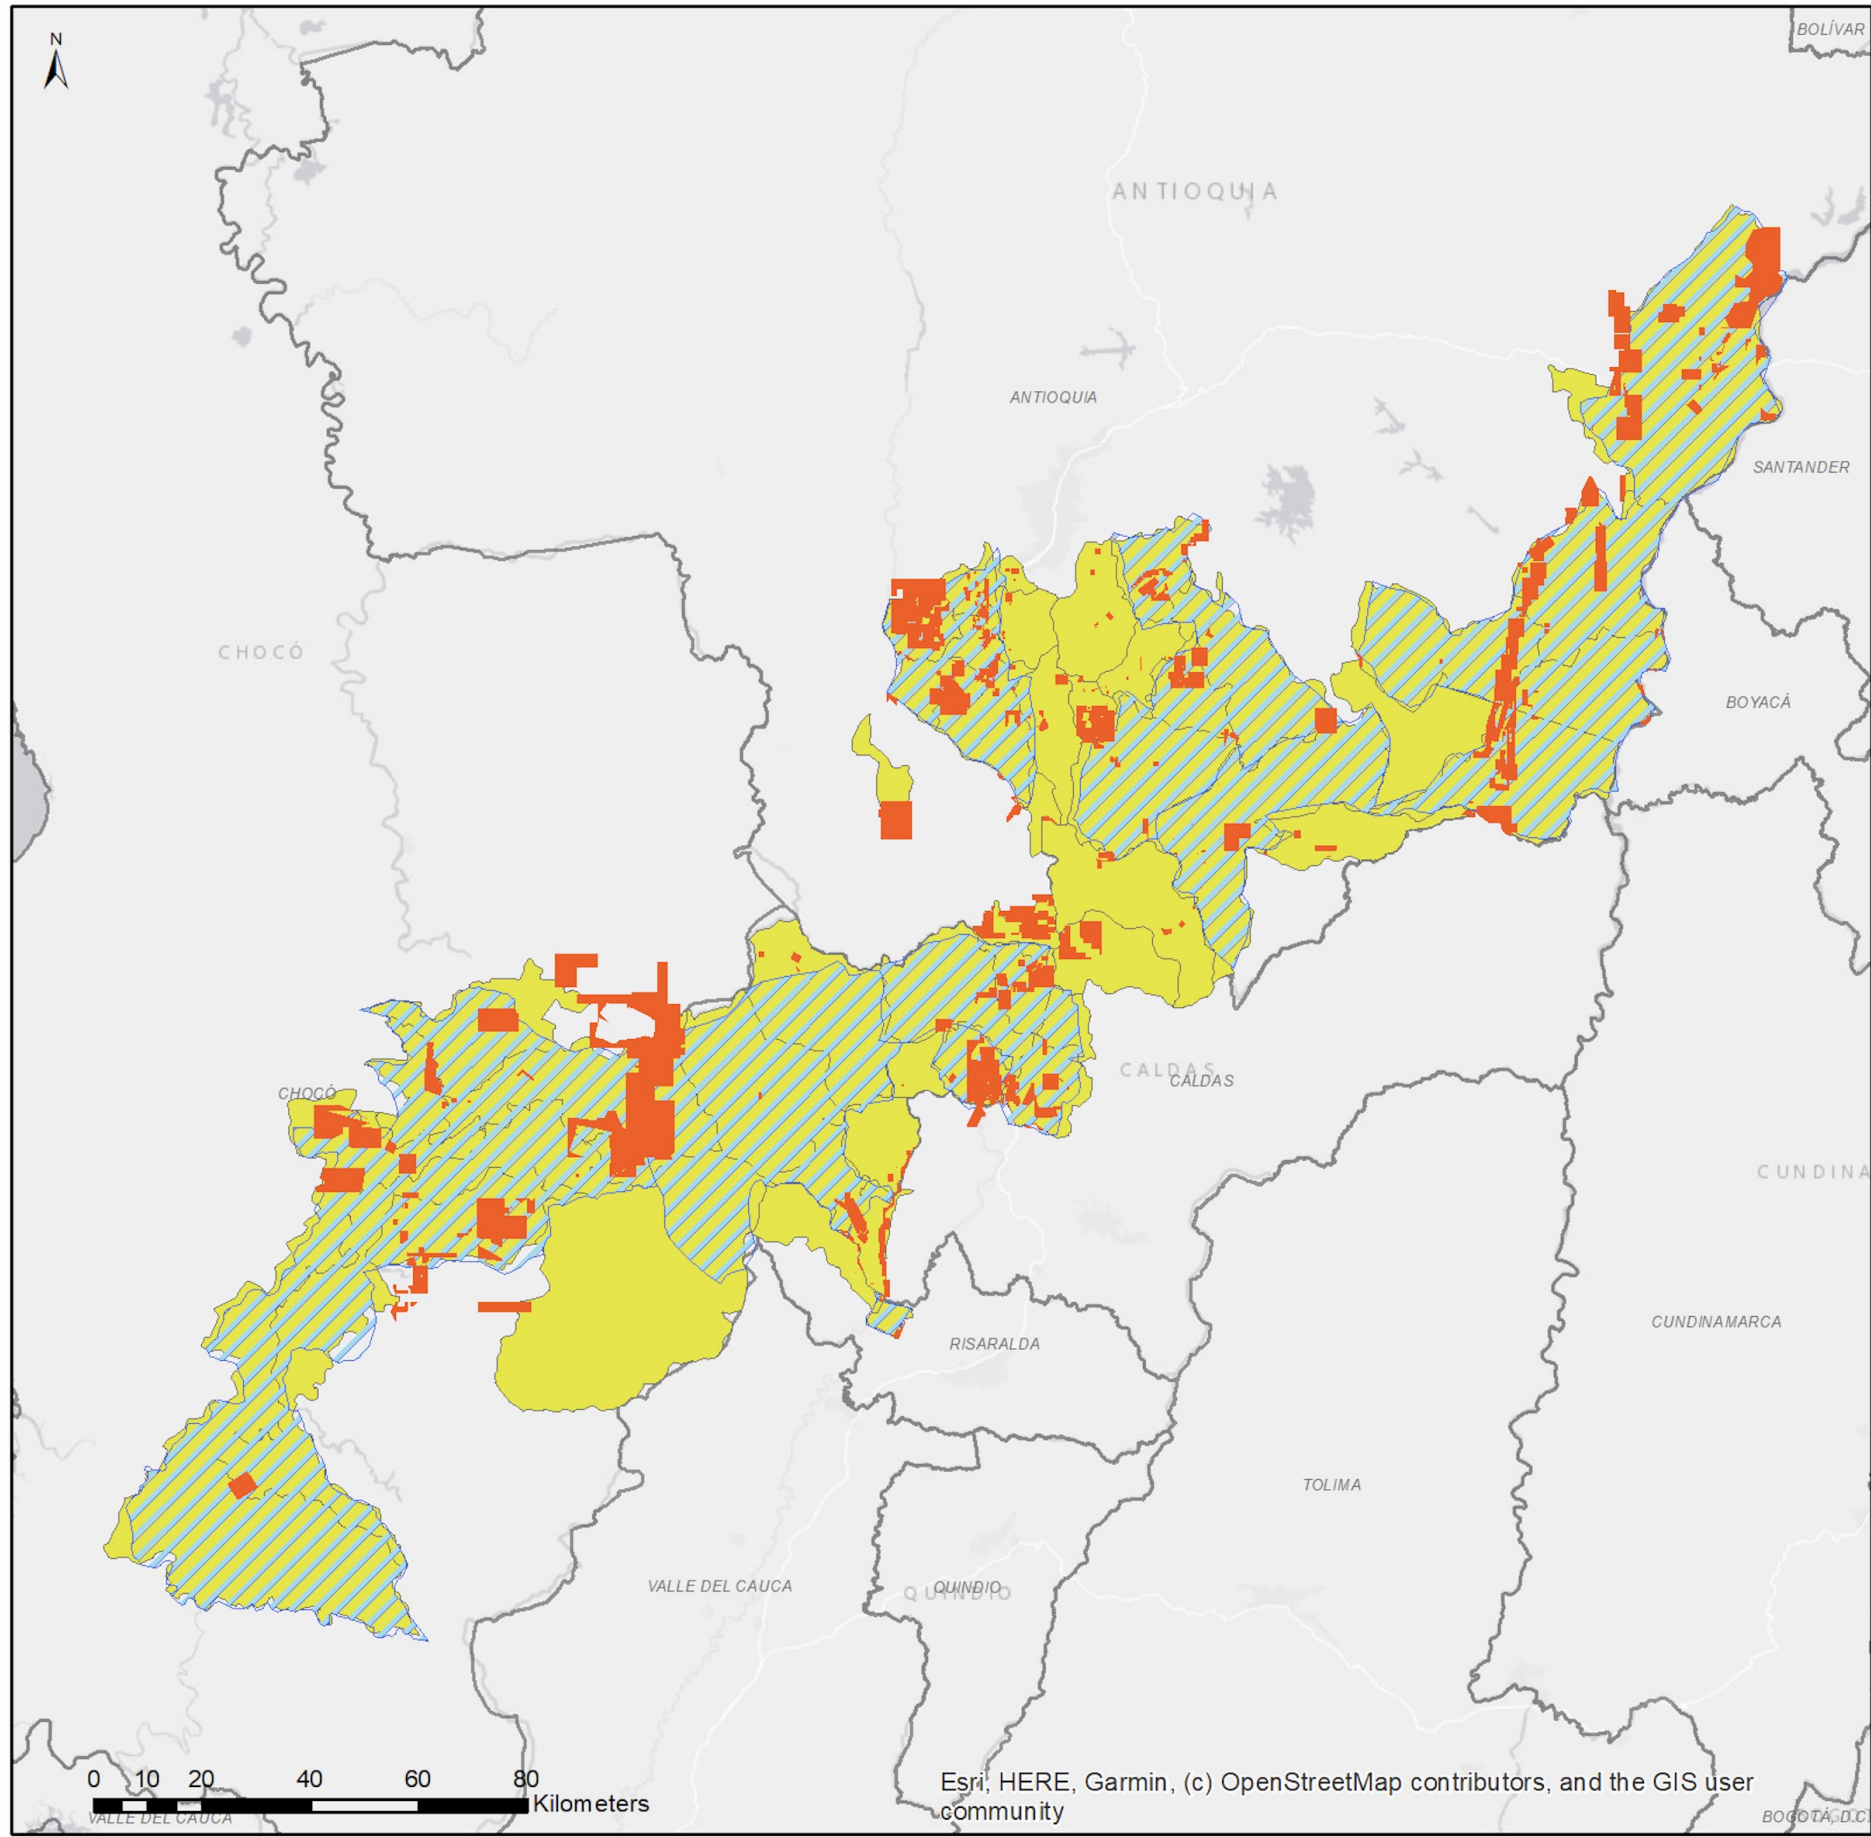 BOLÍVAR
N
ANTIOQUIA
ANTIOQUIA
SANTANDER
CHOCÓ
BOYACÁ
CALDAS
CALDAS
CHOCÓ
CUNDINA
CUNDINAMARCA
RISARALDA
TOLIMA
VALLE DEL CAUCA
QUINDIO
QUINDIO
0 10 20 40 60 80
Kilometers
Esri, HERE, Garmin, (c) OpenStreetMap contributors, and the GIS user
community
VALLE DEL CAUCA
BOGOTÁ, D.C.